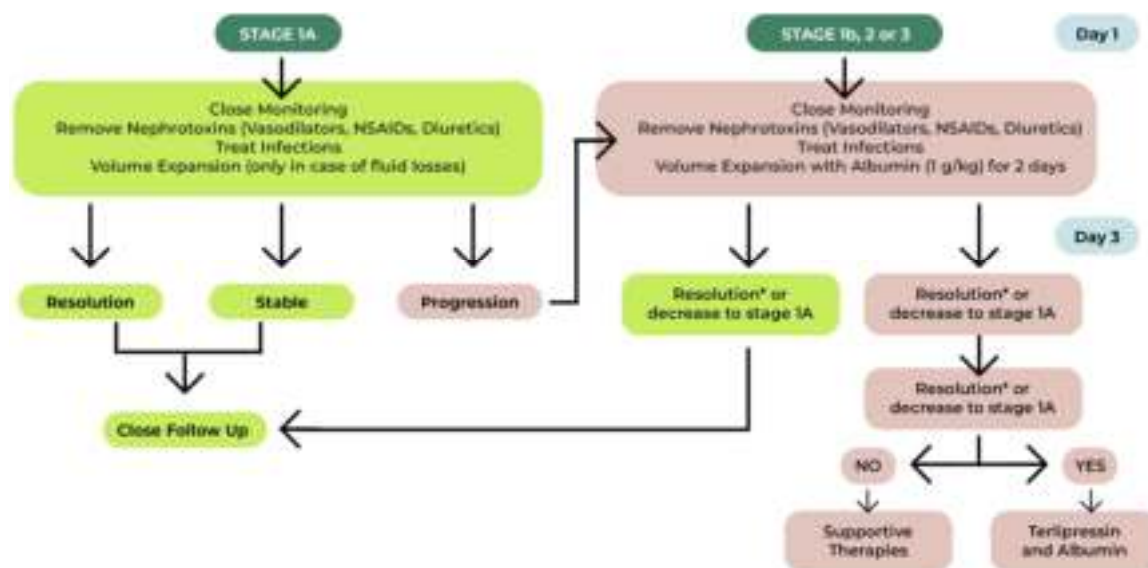 STAGE 1A
STAGE 1b, 2 or 3
Day 1
Close Monitoring
Remove Nephrotoxins (Vasodilators, NSAIDs, Diuretics)
Treat Infections
Volume Expansion (only in case of fluid losses)
Close Monitoring
Remove Nephrotoxins (Vasodilators, NSAIDs, Diuretics)
Treat Infections
Volume Expansion with Albumin (1 g/kg) for 2 days
Day 3
Resolution
Stable
Progression
Resolution* or
decrease to stage 1A
Resolution* or
decrease to stage 1A
Resolution* or
decrease to stage 1A
Close Follow Up
NO
YES
Supportive
Therapies
Terlipressin
and Albumin